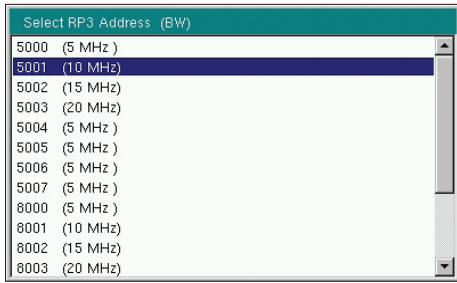 Select RP3 Address (BW)
5000 (5 MHz )
5001 (10 MHz)
5002 (15 MHz)
5003 (20 MHz)
5004 (5 MHz )
5005 (5 MHz )
5006 (5 MHz )
5007 (5 MHz )
8000 (5 MHz )
8001 (10 MHz)
8002 (15 MHz)
8003 (20 MHz)